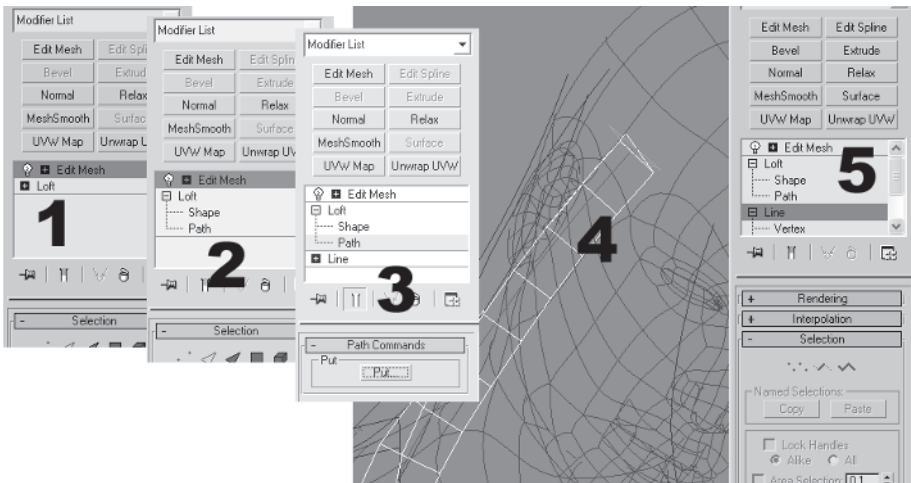 Modifier List
Edit Mesh
Bevel
Normal Relax
MeshSmooth
UVW Map
Edit Mesh
Loft
1
Selection
Modifier List
Edit Mesh
Bevel Extrude
Normal Relax
MeshSmooth Surface
UVW Map
Edit Mesh
Loft
Shape
Path
2
Selection
Modifier List
Edit Mesh Edit Spline
Bevel Extrude
Normal Relax
MeshSmooth Surface
UVW Map Unwrap UVW
Edit Mesh
Loft
Shape
Path
Line
3
Path Commands
Put
Put...
4
Edit Mesh Edit Spline
Bevel Extrude
Normal Relax
MeshSmooth Surface
UVW Map Unwrap UVW
Edit Mesh
Loft
Shape
Path
Line
Vertex
5
Rendering
Interpolation
Selection
Named Selections:
Copy Paste
Lock Handles
Alike All
Area Selection: 0.1